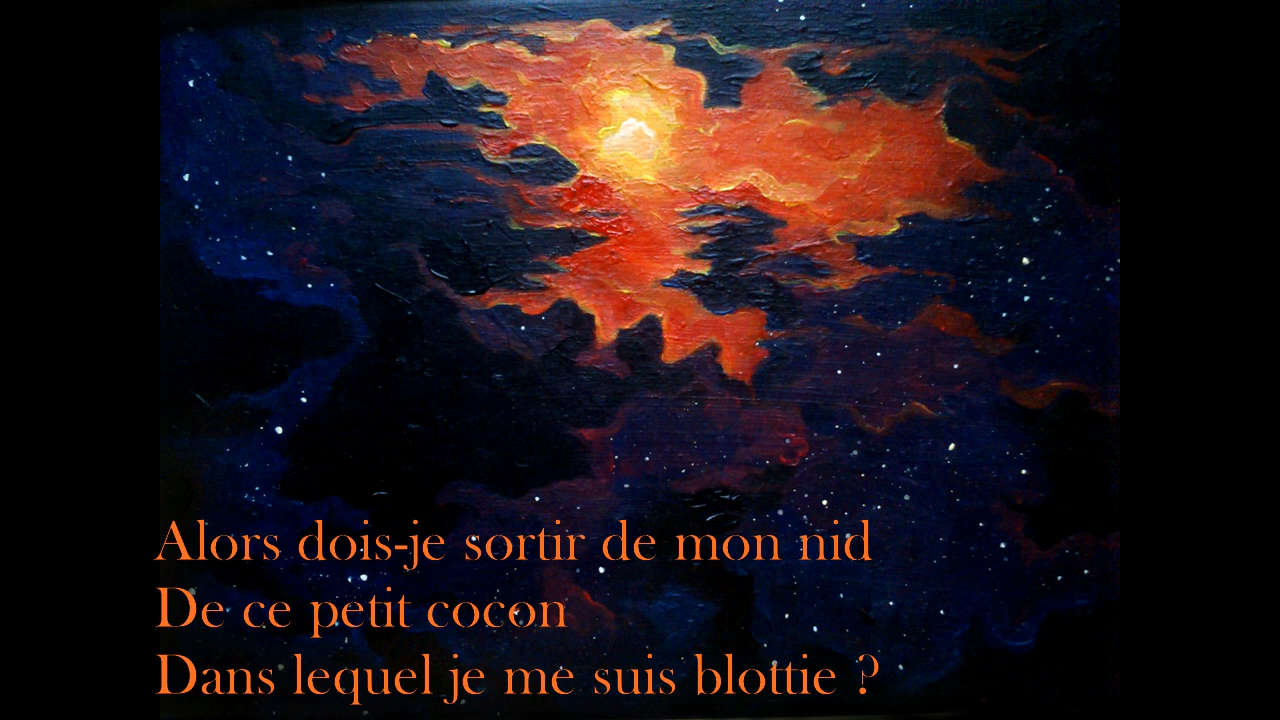 Alors dois-je sortir de mon nid
De ce petit cocon
Dans lequel je me suis blottie ?